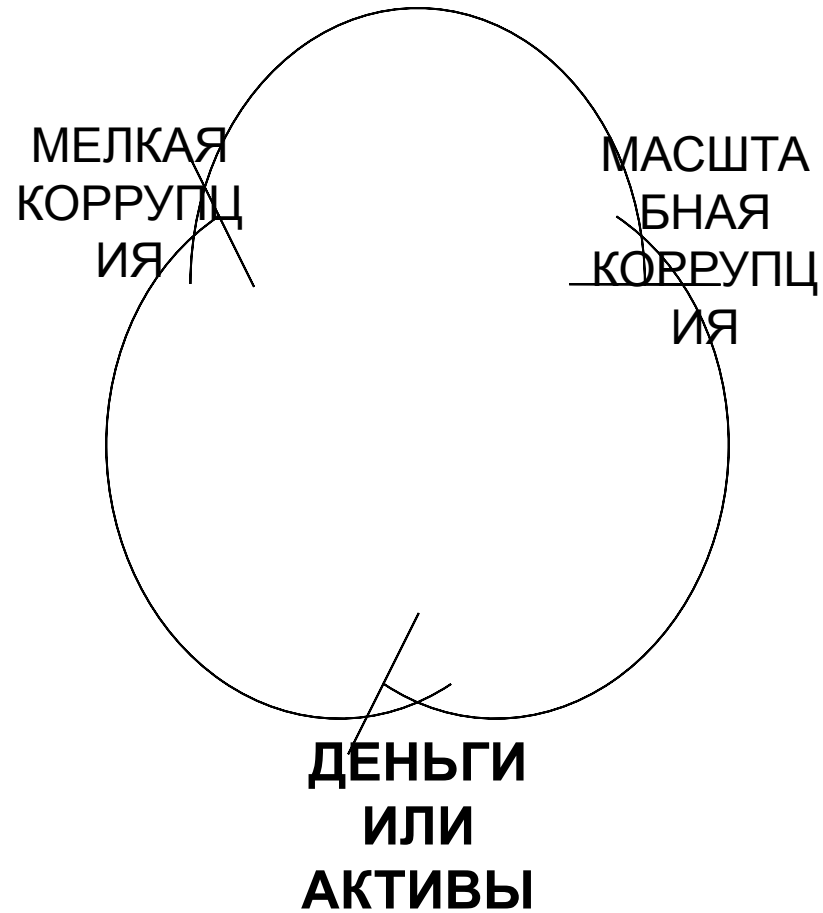 МЕЛКАЯ
КОРРУПЦ
ИЯ
МАСШТА
БНАЯ
КОРРУПЦ
ИЯ
ДЕНЬГИ
ИЛИ
АКТИВЫ